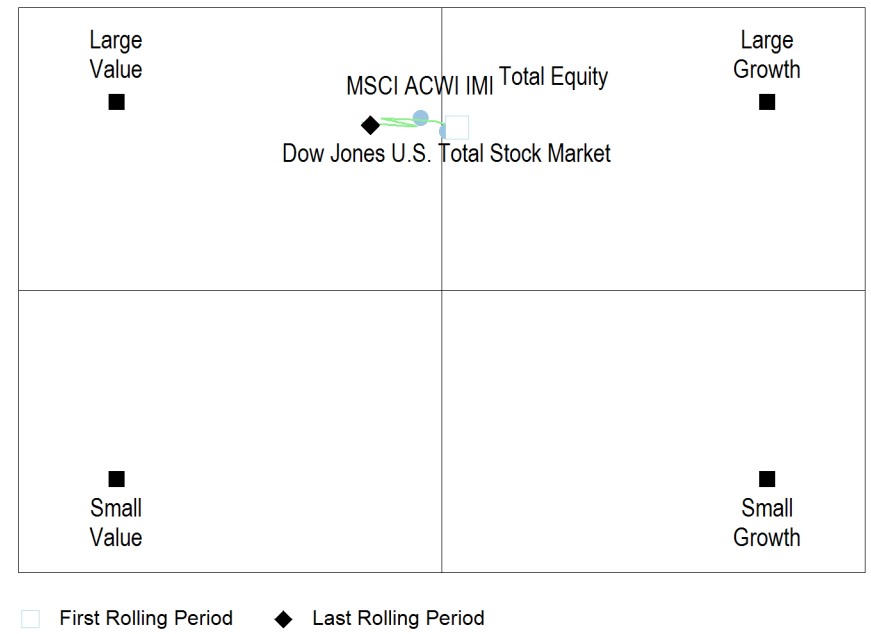 Large
Value
Large
Growth
MSCI ACWI IMI
Total Equity
Dow Jones U.S. Total Stock Market
Small
Value
Small
Growth
First Rolling Period
Last Rolling Period